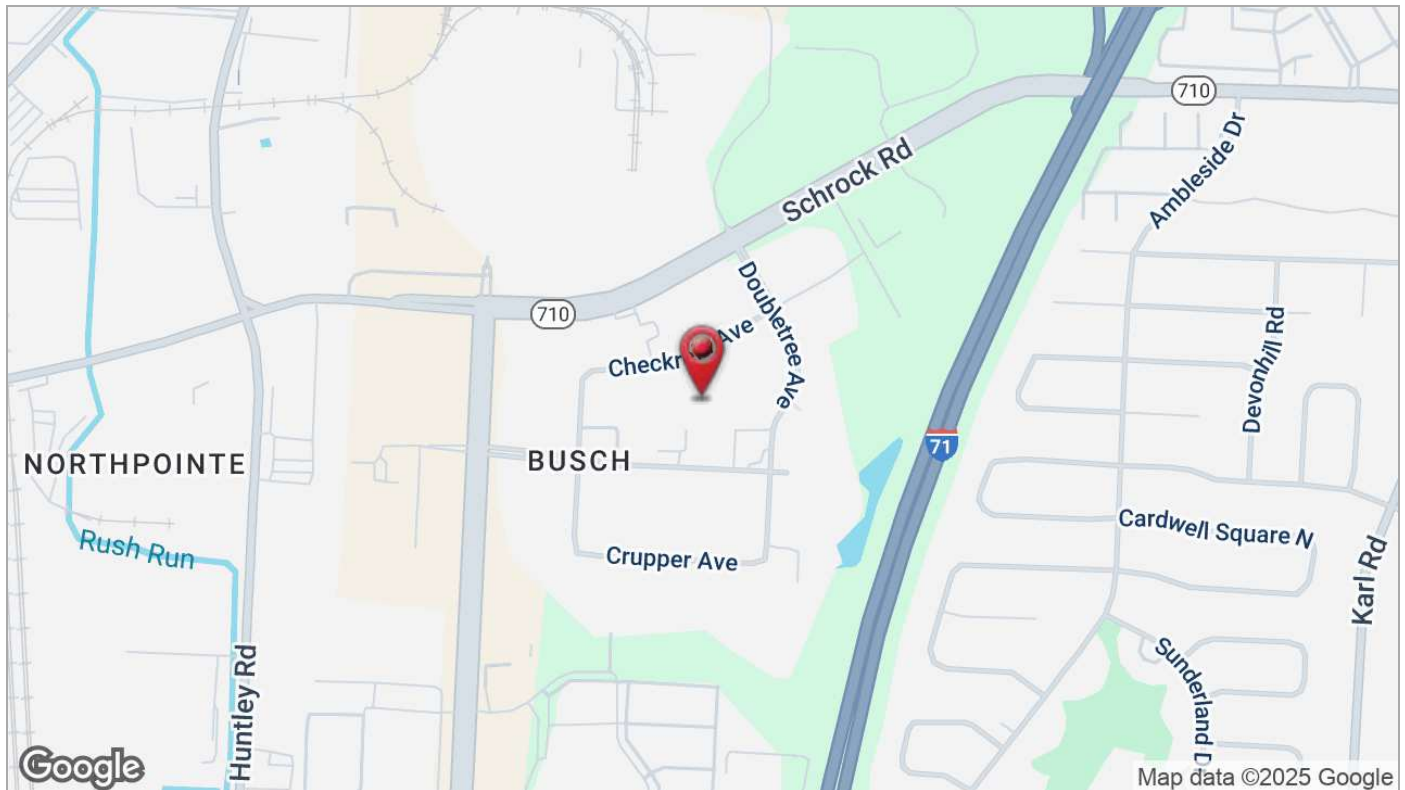 710
Ambleside Dr
Schrock Rd
Doubletree Ave
710
Devonhill Rd
Ave
71
NORTHPOINTE
BUSCH
Cardwell Square N
Rush Run
Crupper Ave
Karl Rd
Huntley Rd
Sunderland D
Google
Map data ©2025 Google